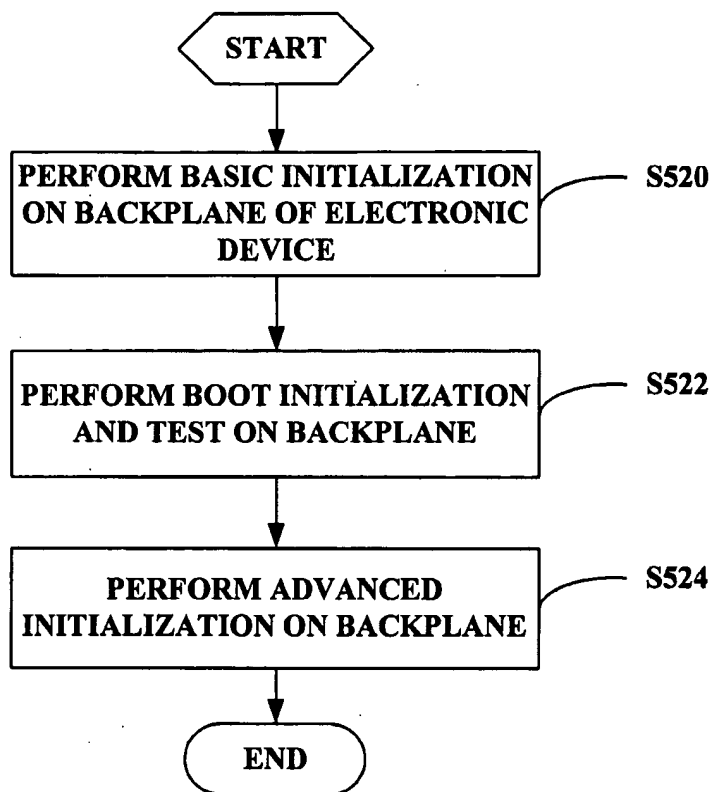 START
PERFORM BASIC INITIALIZATION
ON BACKPLANE OF ELECTRONIC
DEVICE
S520
PERFORM BOOT INITIALIZATION
AND TEST ON BACKPLANE
S522
PERFORM ADVANCED
INITIALIZATION ON BACKPLANE
S524
END